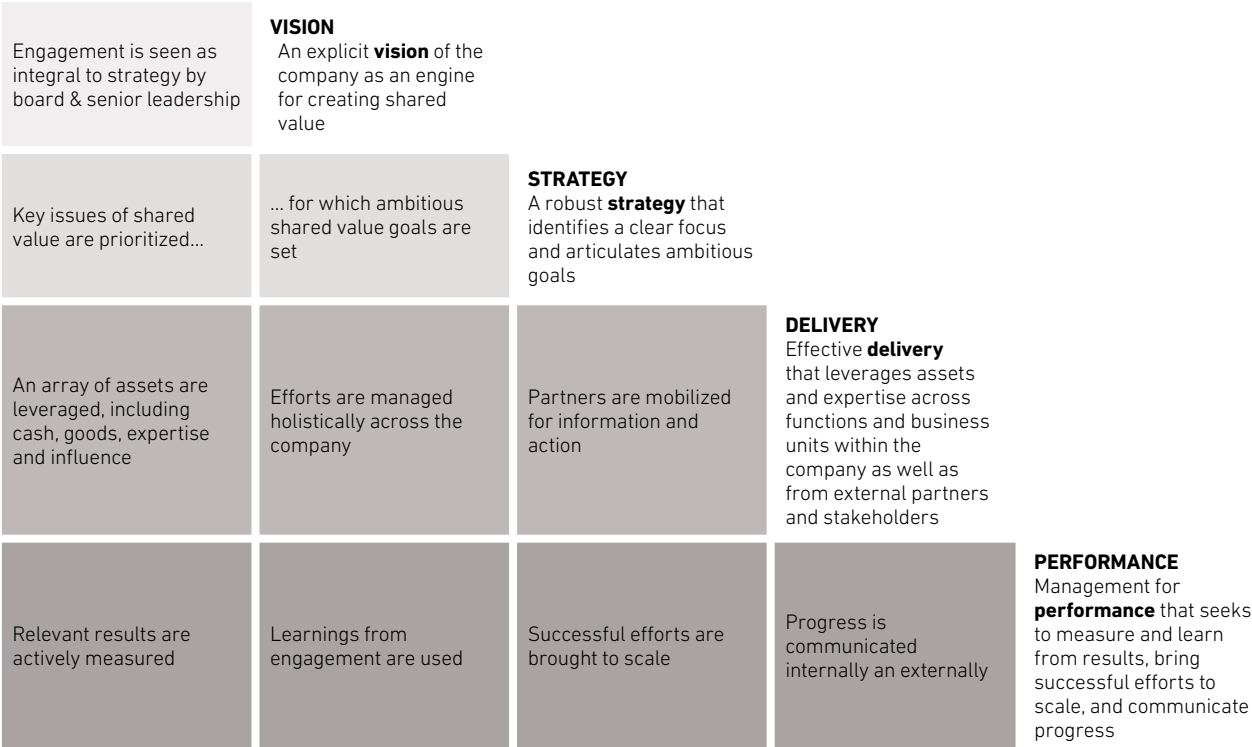 Engagement is seen as
integral to strategy by
board & senior leadership
VISION
An explicit vision of the
company as an engine
for creating shared
value
Key issues of shared
value are prioritized...
... for which ambitious
shared value goals are
set
STRATEGY
A robust strategy that
identifies a clear focus
and articulates ambitious
goals
An array of assets are
leveraged, including
cash, goods, expertise
and influence
Efforts are managed
holistically across the
company
Partners are mobilized
for information and
action
DELIVERY
Effective delivery
that leverages assets
and expertise across
functions and business
units within the
company as well as
from external partners
and stakeholders
Relevant results are
actively measured
Learnings from
engagement are used
Successful efforts are
brought to scale
Progress is
communicated
internally an externally
PERFORMANCE
Management for
performance that seeks
to measure and learn
from results, bring
successful efforts to
scale, and communicate
progress